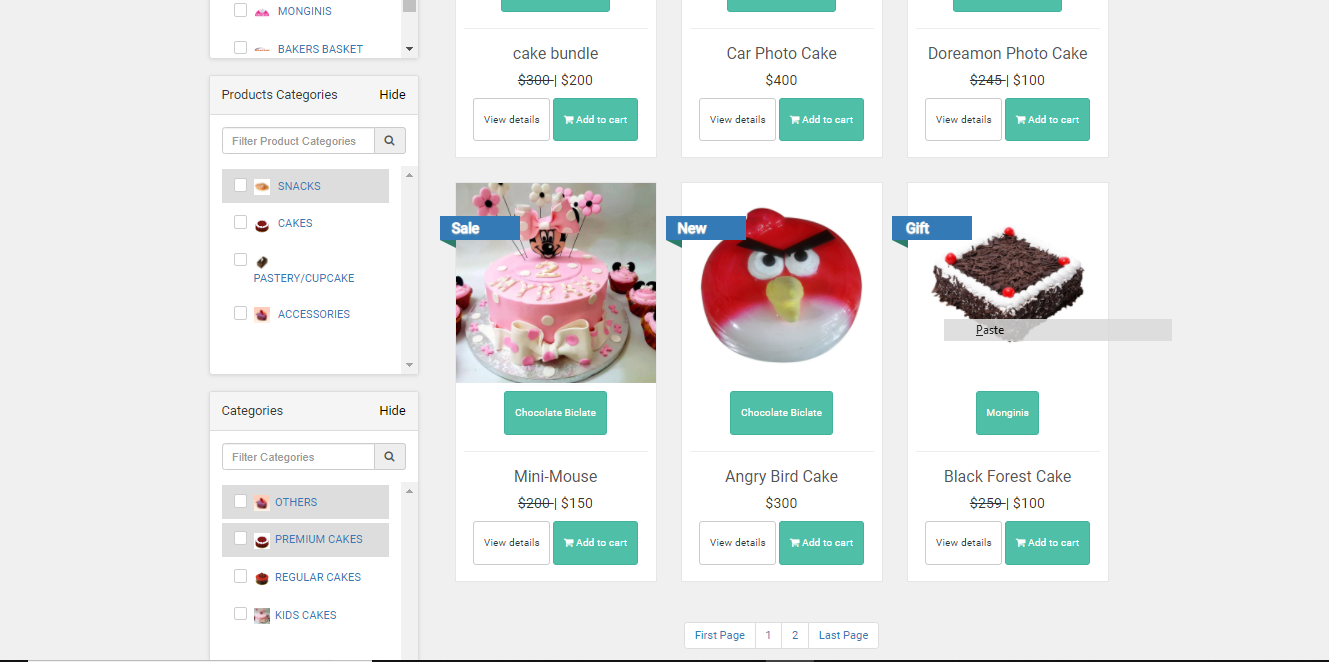 MONGINIS
BAKERS BASKET
Products Categories Hide
Filter Product Categories
SNACKS
CAKES
PASTERY/CUPCAKE
ACCESSORIES
Categories Hide
Filter Categories
OTHERS
PREMIUM CAKES
REGULAR CAKES
KIDS CAKES
cake bundle
$300 | $200
View details Add to cart
Car Photo Cake
$400
View details Add to cart
Doreamon Photo Cake
$245 | $100
View details Add to cart
Sale
2
MYRAS
Chocolate Biclate
Mini-Mouse
$200 | $150
View details Add to cart
New
Chocolate Biclate
Angry Bird Cake
$300
View details Add to cart
Gift
Paste
Monginis
Black Forest Cake
$259 | $100
View details Add to cart
First Page 1 2 Last Page